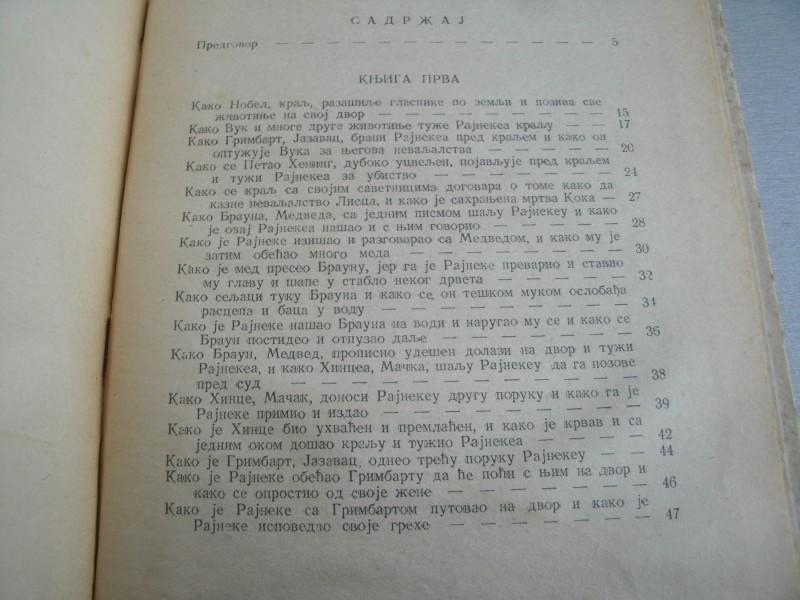 САДРЖАЈ
Предговор — — — — — — — — — — — — — — 5
КЊИГА ПРВА
Како Нобел, краљ, разашиље гласнике по земљи и позива све
животиње на свој двор — — — — — — — — — 15
Како Вук и многе друге животиње туже Рајнекеа краљу — — 17
Како Гримбарт, Јазавац, брани Рајнекеа пред краљем и како он
оптужује Вука за његова неваљалства — — — — — 20
Како се Петао Хенинг, дубоко уцвељен, појављује пред краљем
и тужи Рајнекеа за убиство — — — — — — — 24
Како се краљ са својим саветницима договара о томе како да
казне неваљалство Лисца, и како је сахрањена мртва Кока — 27
Како Брауна, Медведа, са једним писмом шаљу Рајнекеу и како
је овај Рајнекеа нашао и с њим говорио — — — — — 28
Како је Рајнеке изишао и разговарао са Медведом, и како му је
затим обећао много меда — — — — — — — — 30
Како је мед пресео Брауну, јер га је Рајнеке преварио и ставио
му главу и шапе у стабло неког дрвета — — — — — 32
Како сељаци туку Брауна и како се он тешком муком ослобађа
расцепа и баца у воду — — — — — — — — — 34
Како је Рајнеке нашао Брауна на води и наругао му се и како се
Браун постидео и отпузао даље — — — — — — — 36
Како Браун, Медвед, прописно удешен долази на двор и тужи
Рајнекеа, и како Хинцеа, Мачка, шаљу Рајнекеу да га позове
пред суд — — — — — — — — — — — — — 38
Како Хинце, Мачак, доноси Рајнекеу другу поруку и како га је
Рајнеке примио и издао — — — — — — — — — 39
Како је Хинце био ухваћен и премлаћен, и како је крвав и са
једним оком дошао краљу и тужио Рајнекеа — — — — 42
Како је Гримбарт, Јазавац, однео трећу поруку Рајнекеу — — 44
Како је Рајнеке обећао Гримбарту да ће поћи с њим на двор и
како се опростио од своје жене — — — — — — — 46
Како је Рајнеке са Гримбартом путовао на двор и како је
Рајнеке исповедао своје грехе — — — — — — — 47